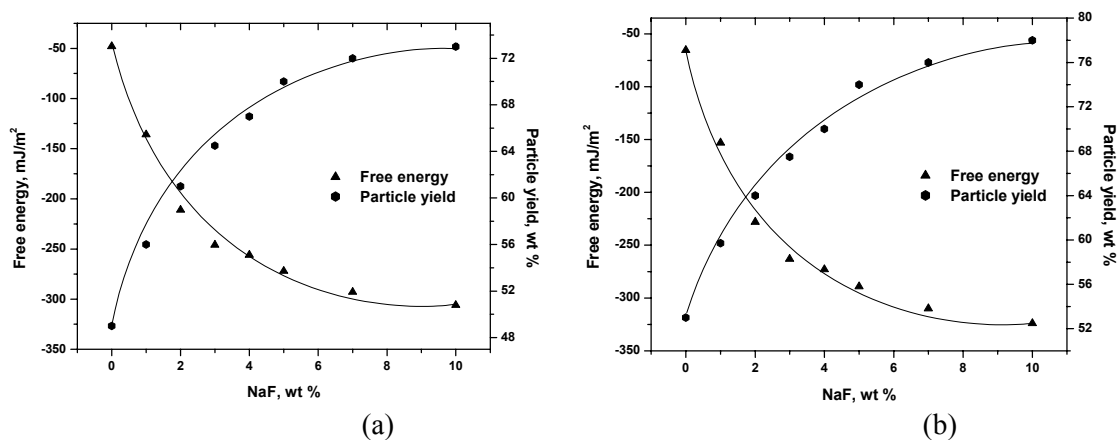 -50
-100
-150
-200
-250
-300
-350
Free energy, mJ/m²
0 2 4 6 8 10
NaF, wt %
72
68
64
60
56
52
48
Particle yield, wt %
Free energy
Particle yield
(a)
-50
-100
-150
-200
-250
-300
-350
Free energy, mJ/m²
0 2 4 6 8 10
NaF, wt %
80
76
72
68
64
60
56
52
Particle yield, wt %
Free energy
Particle yield
(b)